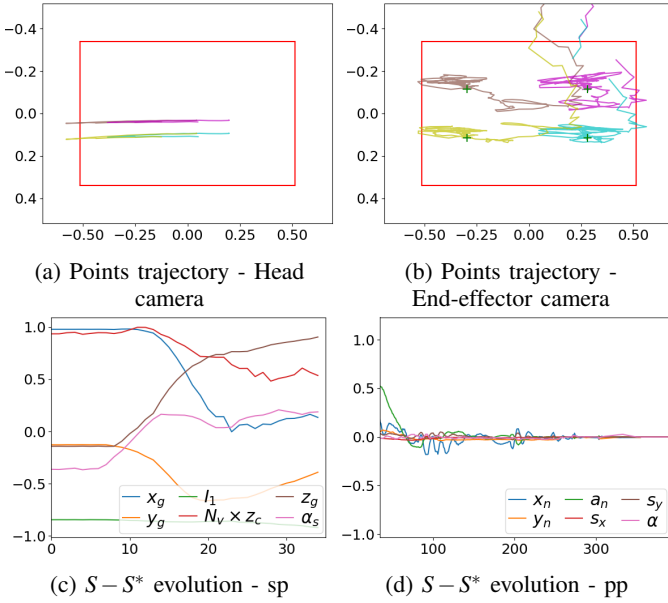 −0.4
−0.2
0.0
0.2
0.4
−0.50 −0.25 0.00 0.25 0.50
(a) Points trajectory - Head
camera
−0.4
−0.2
0.0
0.2
0.4
−0.50 −0.25 0.00 0.25 0.50
(b) Points trajectory -
End-effector camera
1.0
0.5
0.0
−0.5
−1.0
x_g l_1 z_g
y_g N_v × z_c α_s
0 10 20 30
(c) S − S* evolution - sp
1.0
0.5
0.0
−0.5
−1.0
x_n a_n s_y
y_n s_x α
100 200 300
(d) S − S* evolution - pp